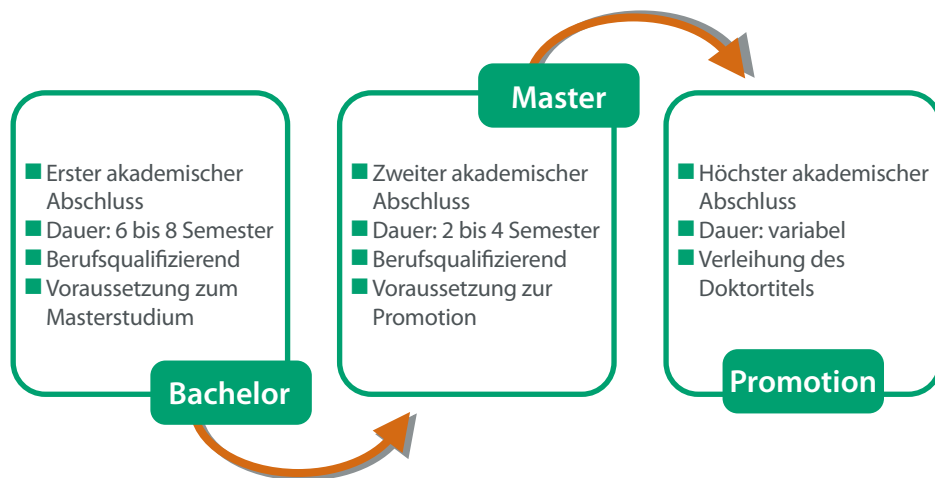 ■ Erster akademischer
Abschluss
■ Dauer: 6 bis 8 Semester
■ Berufsqualifizierend
■ Voraussetzung zum
Masterstudium
Bachelor
Master
■ Zweiter akademischer
Abschluss
■ Dauer: 2 bis 4 Semester
■ Berufsqualifizierend
■ Voraussetzung zur
Promotion
■ Höchster akademischer
Abschluss
■ Dauer: variabel
■ Verleihung des
Doktortitels
Promotion